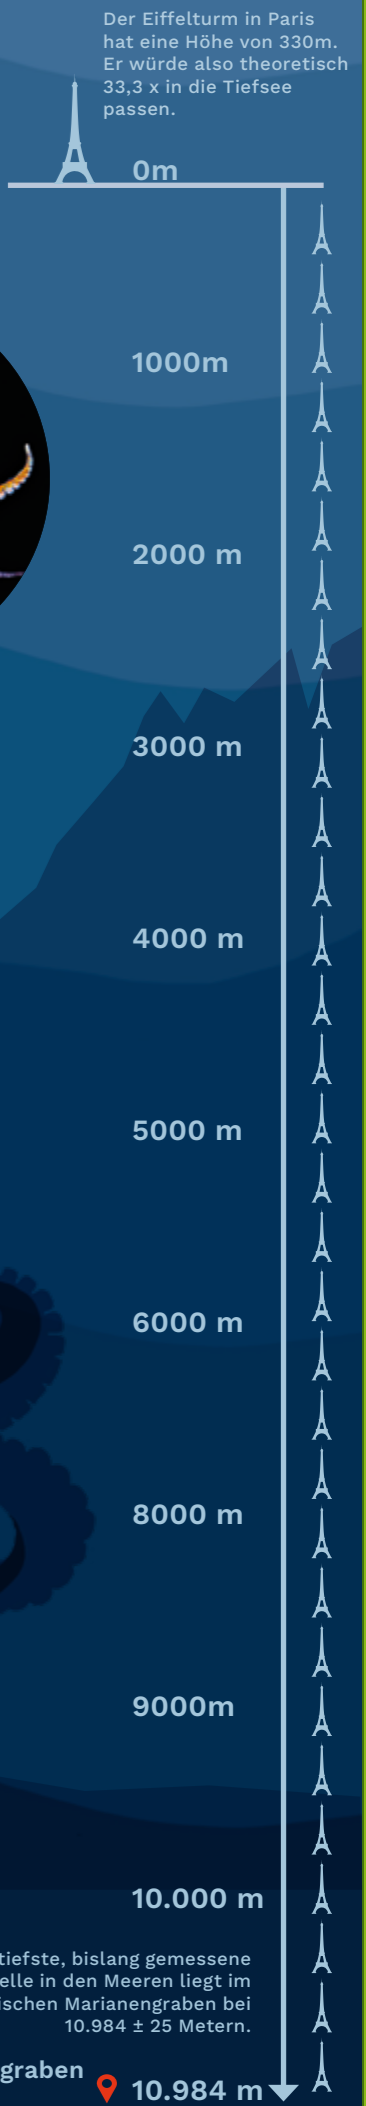 Der Eiffelturm in Paris
hat eine Höhe von 330m.
Er würde also theoretisch
33,3 x in die Tiefsee
passen.
0m
1000m
2000 m
3000 m
4000 m
5000 m
6000 m
8000 m
9000m
10.000 m
tiefste, bislang gemessene
elle in den Meeren liegt im
ischen Marianengraben bei
10.984 ± 25 Metern.
graben
10.984 m